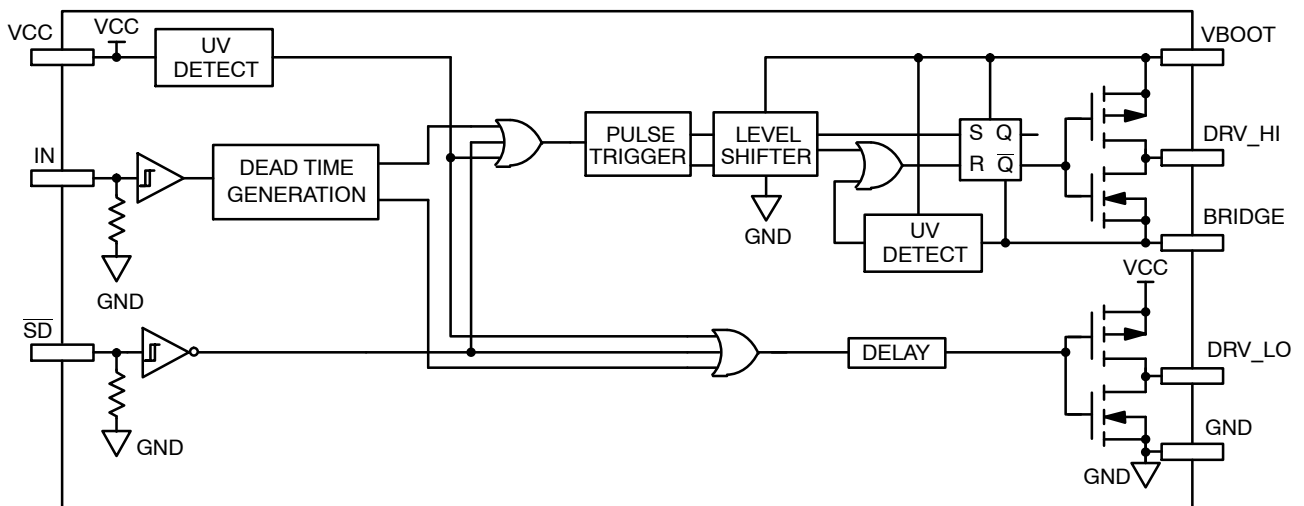 VCC
VCC
UV
DETECT
VBOOT
IN
DEAD TIME
GENERATION
PULSE
TRIGGER
LEVEL
SHIFTER
S Q
R Q̅
DRV_HI
GND
GND
UV
DETECT
BRIDGE
VCC
S̅D̅
GND
DELAY
DRV_LO
GND
GND